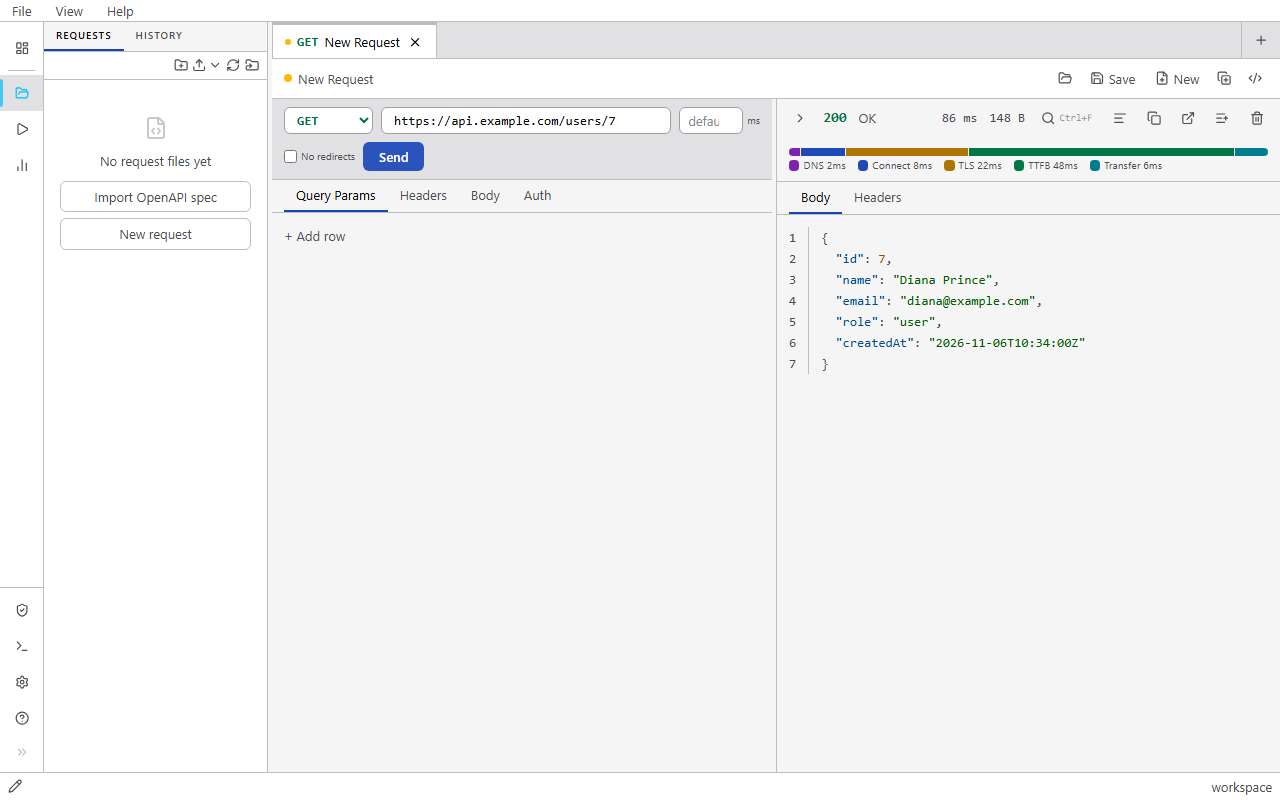 File View Help
REQUESTS HISTORY
No request files yet
Import OpenAPI spec
New request
GET New Request
New Request
Save New
GET https://api.example.com/users/7 defau ms
No redirects Send
Query Params Headers Body Auth
+ Add row
200 OK 86 ms 148 B Ctrl+F
DNS 2ms Connect 8ms TLS 22ms TTFB 48ms Transfer 6ms
Body Headers
1 {
2 "id": 7,
3 "name": "Diana Prince",
4 "email": "diana@example.com",
5 "role": "user",
6 "createdAt": "2026-11-06T10:34:00Z"
7 }
workspace